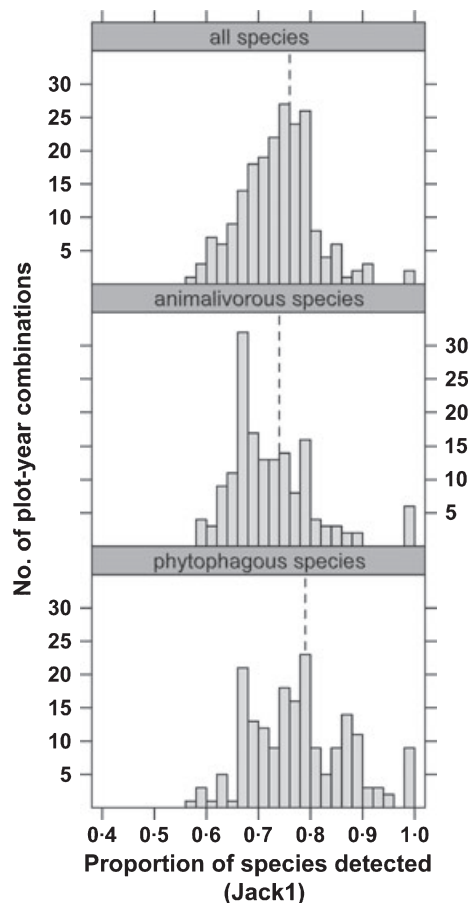 all species
30
25
20
15
10
5
animalivorous species
30
25
20
15
10
5
phytophagous species
30
25
20
15
10
5
No. of plot-year combinations
0·4 0·5 0·6 0·7 0·8 0·9 1·0
Proportion of species detected
(Jack1)